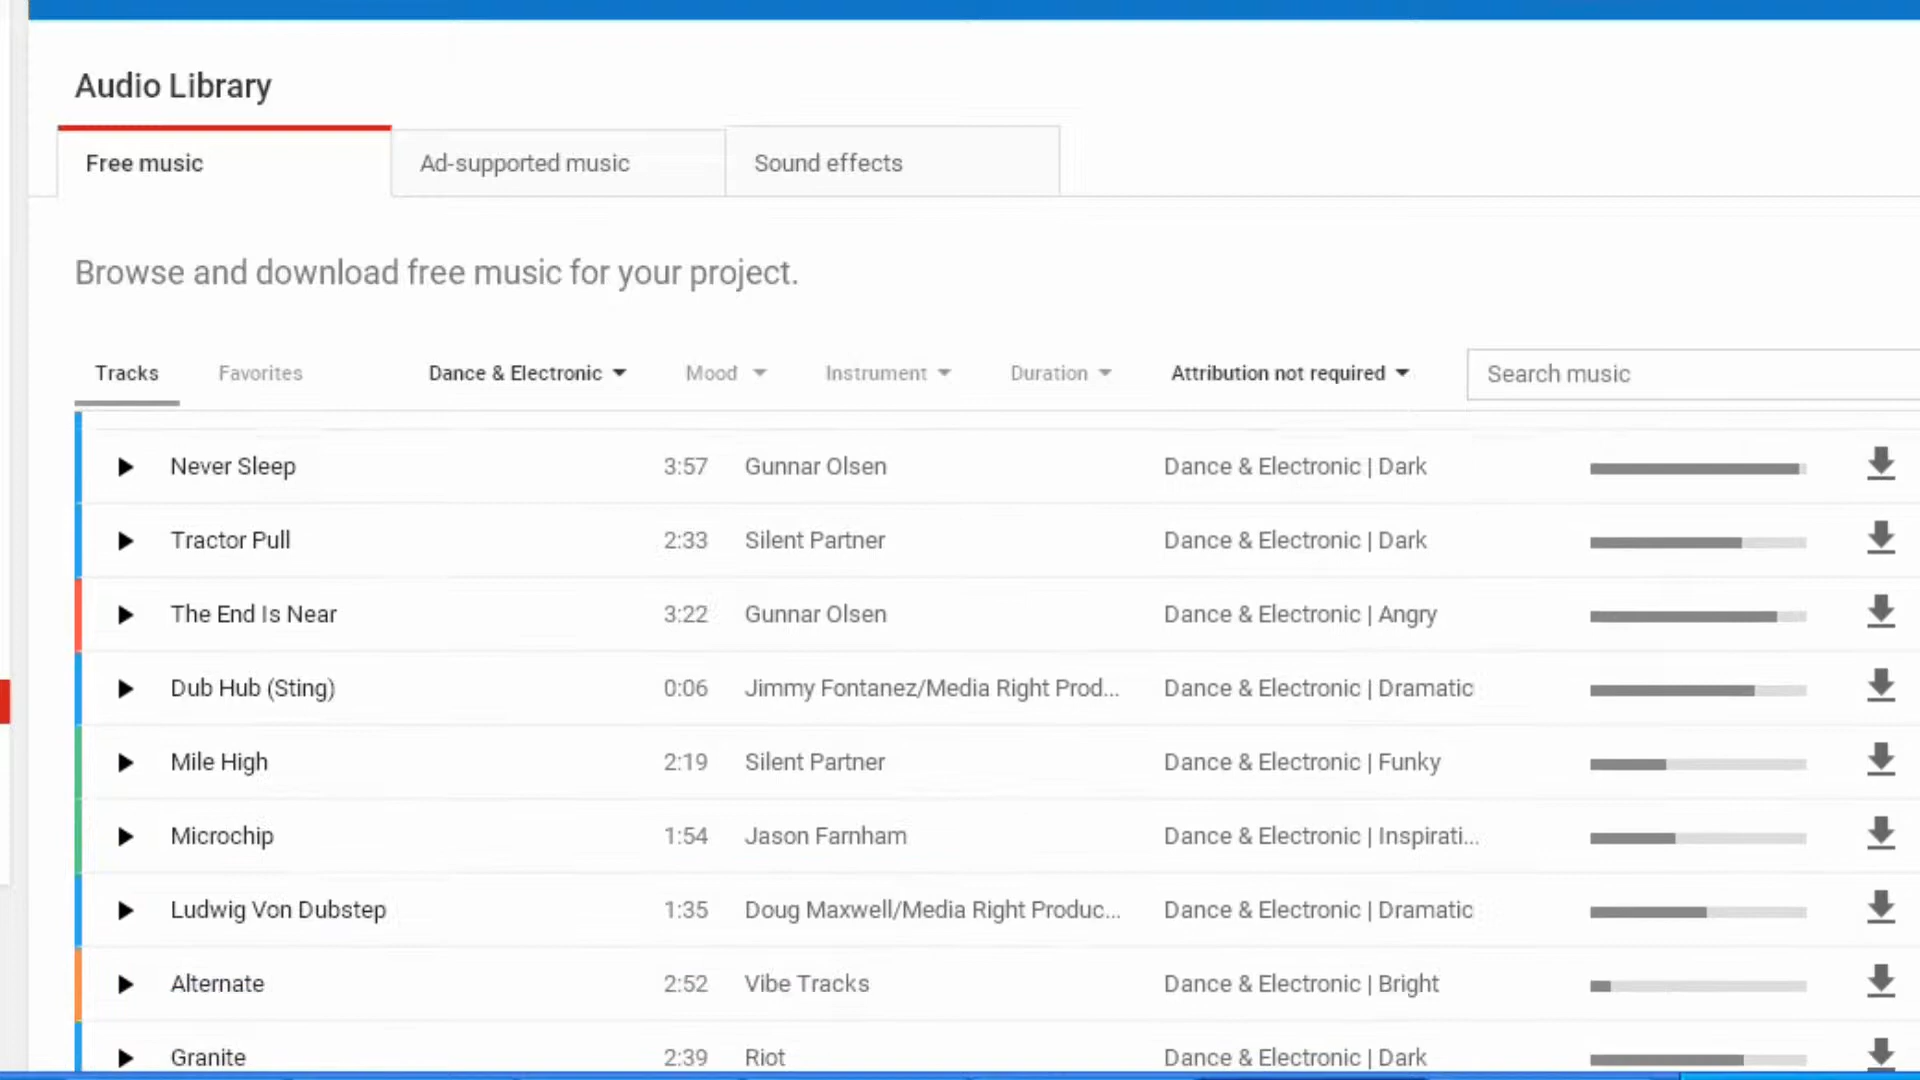 Audio Library
Free music Ad-supported music Sound effects
Browse and download free music for your project.
Tracks Favorites Dance & Electronic Mood Instrument Duration Attribution not required Search music
Never Sleep 3:57 Gunnar Olsen Dance & Electronic | Dark
Tractor Pull 2:33 Silent Partner Dance & Electronic | Dark
The End Is Near 3:22 Gunnar Olsen Dance & Electronic | Angry
Dub Hub (Sting) 0:06 Jimmy Fontanez/Media Right Prod... Dance & Electronic | Dramatic
Mile High 2:19 Silent Partner Dance & Electronic | Funky
Microchip 1:54 Jason Farnham Dance & Electronic | Inspirati...
Ludwig Von Dubstep 1:35 Doug Maxwell/Media Right Produc... Dance & Electronic | Dramatic
Alternate 2:52 Vibe Tracks Dance & Electronic | Bright
Granite 2:39 Riot Dance & Electronic | Dark